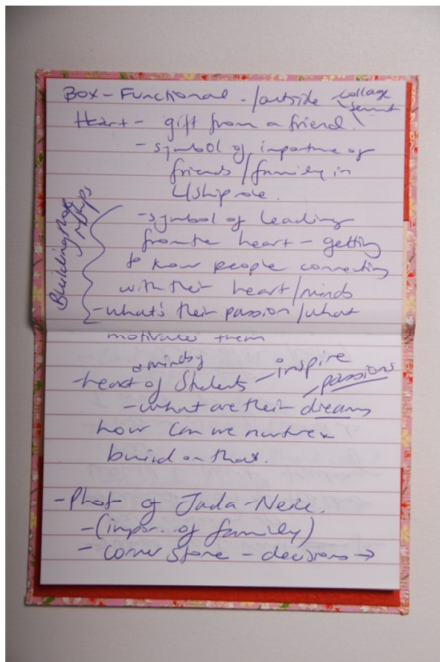 Box - Functional - / outside collage
Heart - gift from a friend.
- symbol of importance of
friends / family in
L/ship role.
- symbol of leading
from the heart - getting
to know people connecting
with their heart / minds
- what's their passion / what
motivates them
Building
& minds
- heart of Students - inspire
passions
- what are their dreams
how can we nurture
build on that.
- Photo of Jada-
- (impor. of family)
- corner stone - decisions →